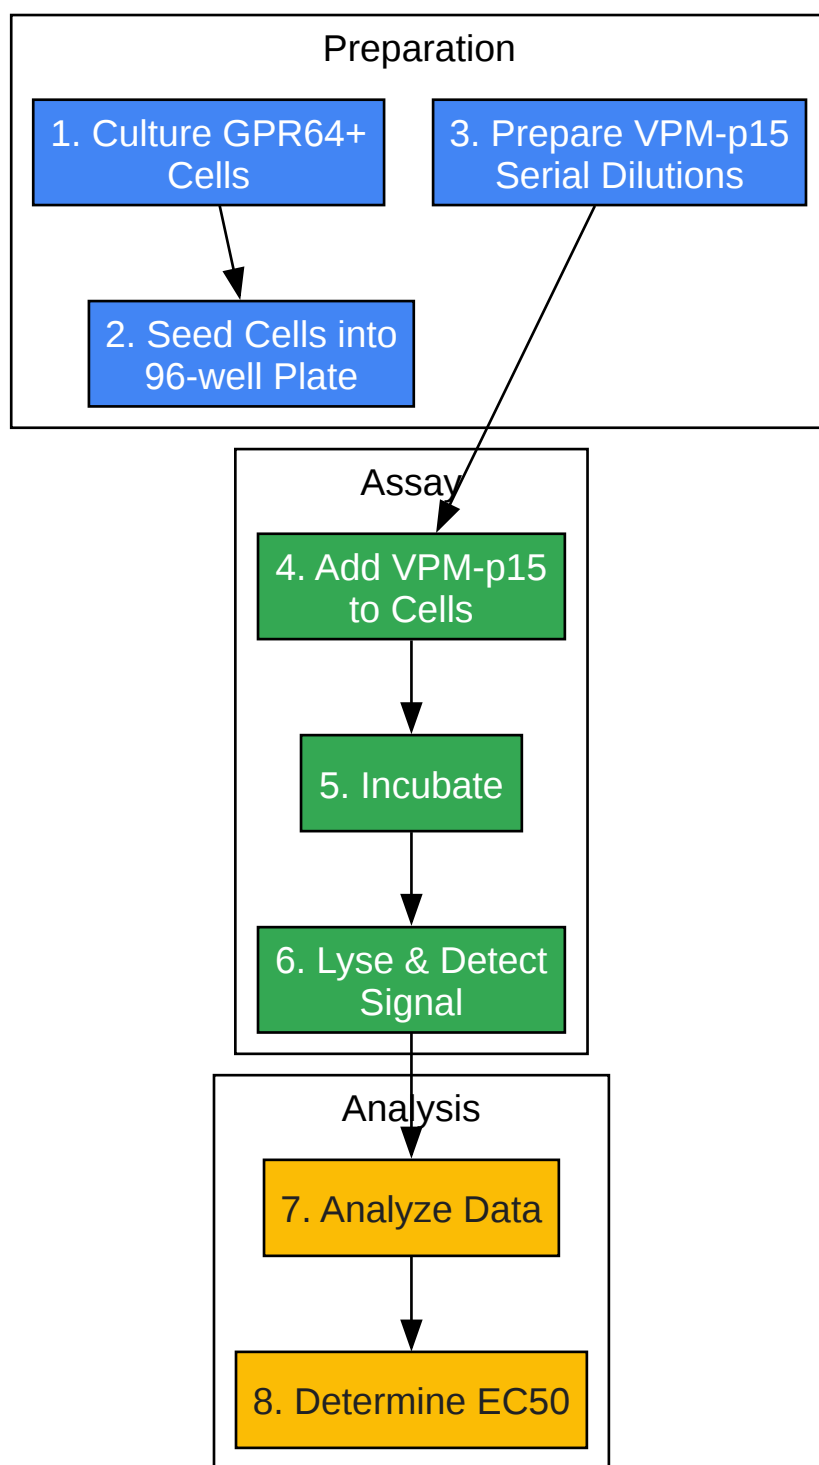 Preparation
1. Culture GPR64+
Cells
3. Prepare VPM-p15
Serial Dilutions
2. Seed Cells into
96-well Plate
Assay
4. Add VPM-p15
to Cells
5. Incubate
6. Lyse & Detect
Signal
Analysis
7. Analyze Data
8. Determine EC50